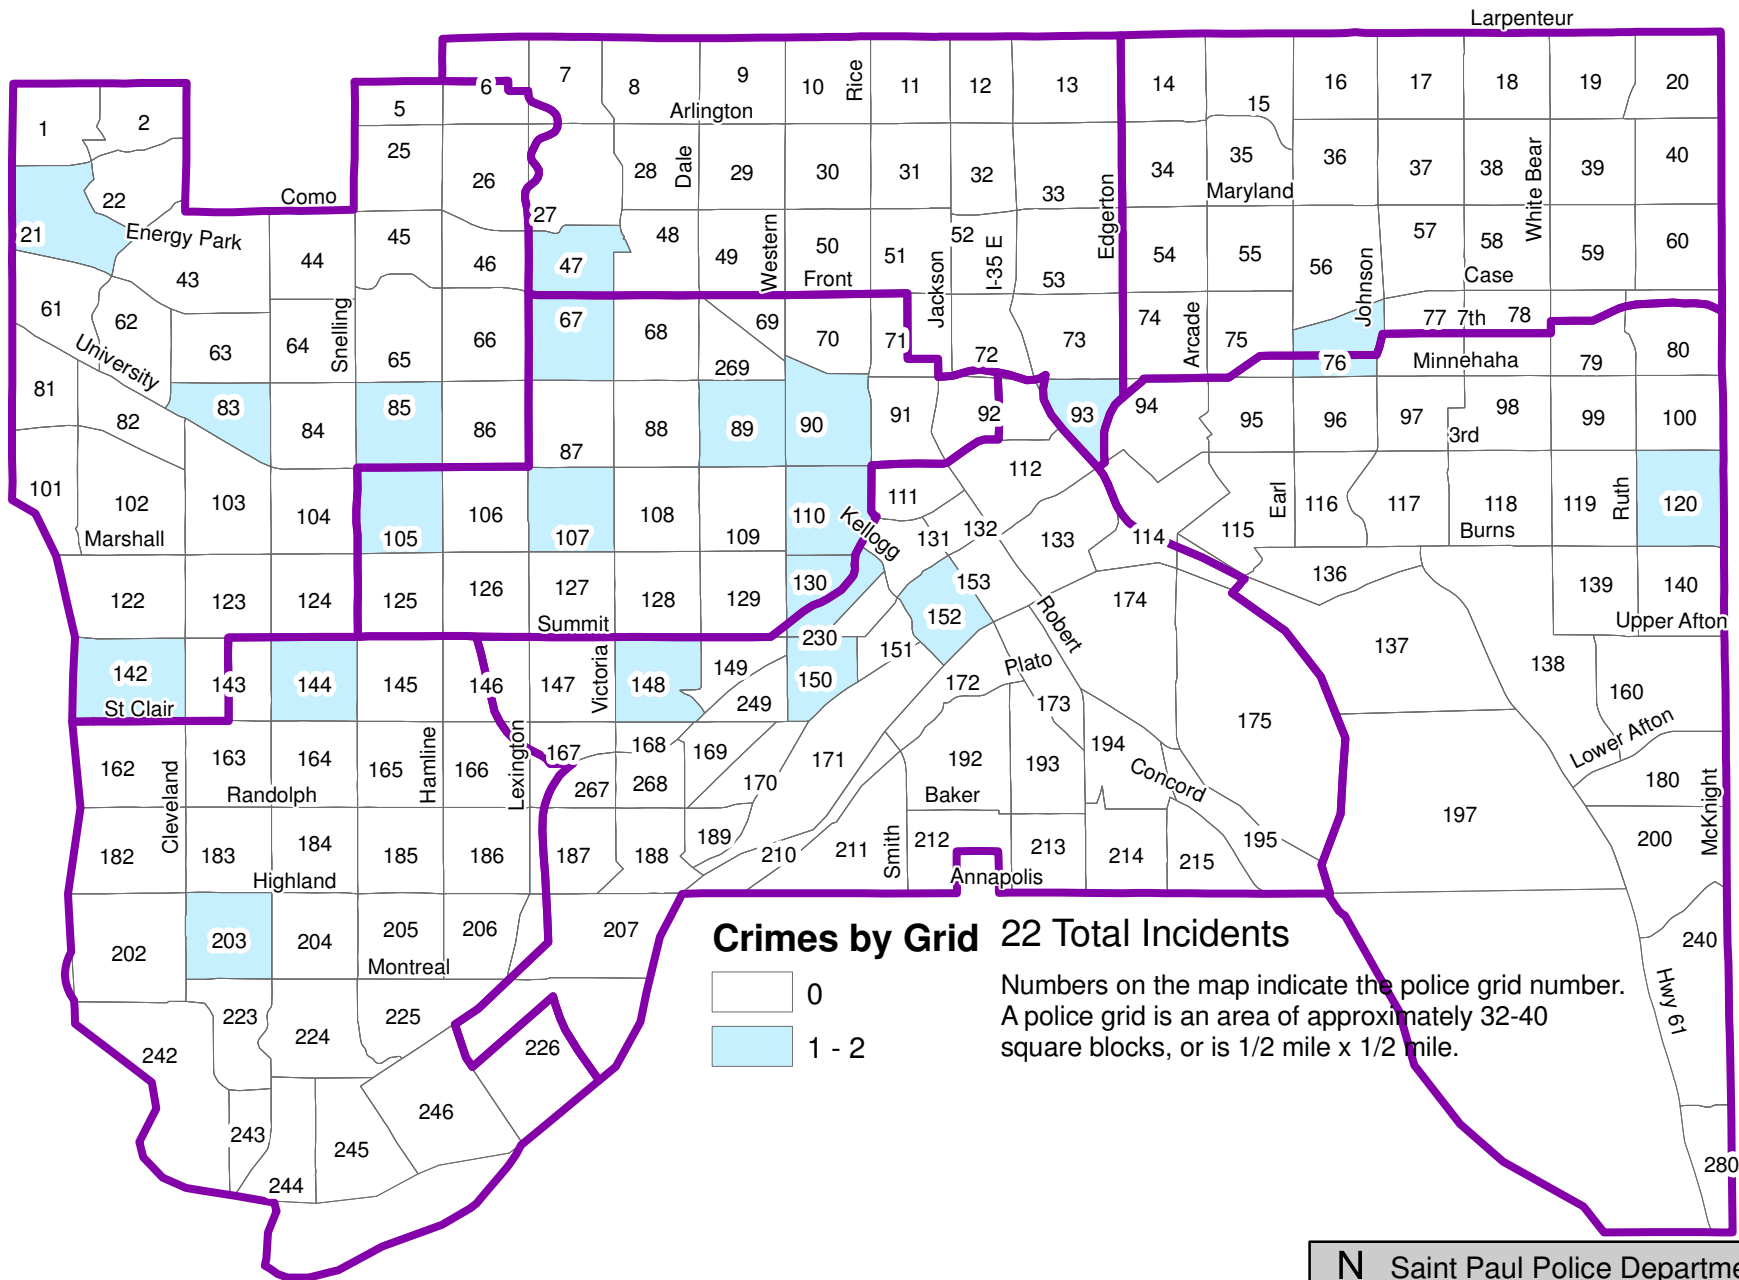 Larpenteur
6 7 8 9 10 Rice 11 12 13 14 15 16 17 18 19 20
1 2 5 Arlington
25 26 28 Dale 29 30 31 32 33 34 35 36 37 38 White Bear 39 40
22 Como 27 Maryland
21 Energy Park 43 44 45 46 47 48 49 Western 50 51 52 I-35 E 53 Edgerton 54 55 56 57 58 59 60
Front Jackson Johnson Case
61 62 University 63 64 Snelling 65 66 67 68 69 269 70 71 72 73 74 Arcade 75 76 77 7th 78 79 80
Minnehaha
81 82 83 84 85 86 87 88 89 90 91 92 93 94 95 96 97 98 99 100
3rd
101 102 103 104 105 106 107 108 109 110 Kellogg 111 112 131 132 133 114 115 Earl 116 117 118 119 Ruth 120
Marshall Burns
122 123 124 125 126 127 128 129 130 153 152 Robert 174 136 139 140
Summit 230 Upper Afton
142 143 144 145 146 147 Victoria 148 149 249 150 151 172 Plato 173 175 137 138 160
St Clair Lower Afton
162 Cleveland 163 164 165 Hamline 166 Lexington 167 267 168 268 169 170 171 192 193 194 Concord 197 180 McKnight
Randolph Baker
182 183 184 185 186 187 188 189 210 211 Smith 212 213 214 215 195 200
Highland Annapolis
202 203 204 205 206 207 240
Montreal Hwy 61
223 224 225 226
242 243 244 245 246 280
Crimes by Grid
0
1 - 2
22 Total Incidents
Numbers on the map indicate the police grid number.
A police grid is an area of approximately 32-40
square blocks, or is 1/2 mile x 1/2 mile.
N Saint Paul Police Departme